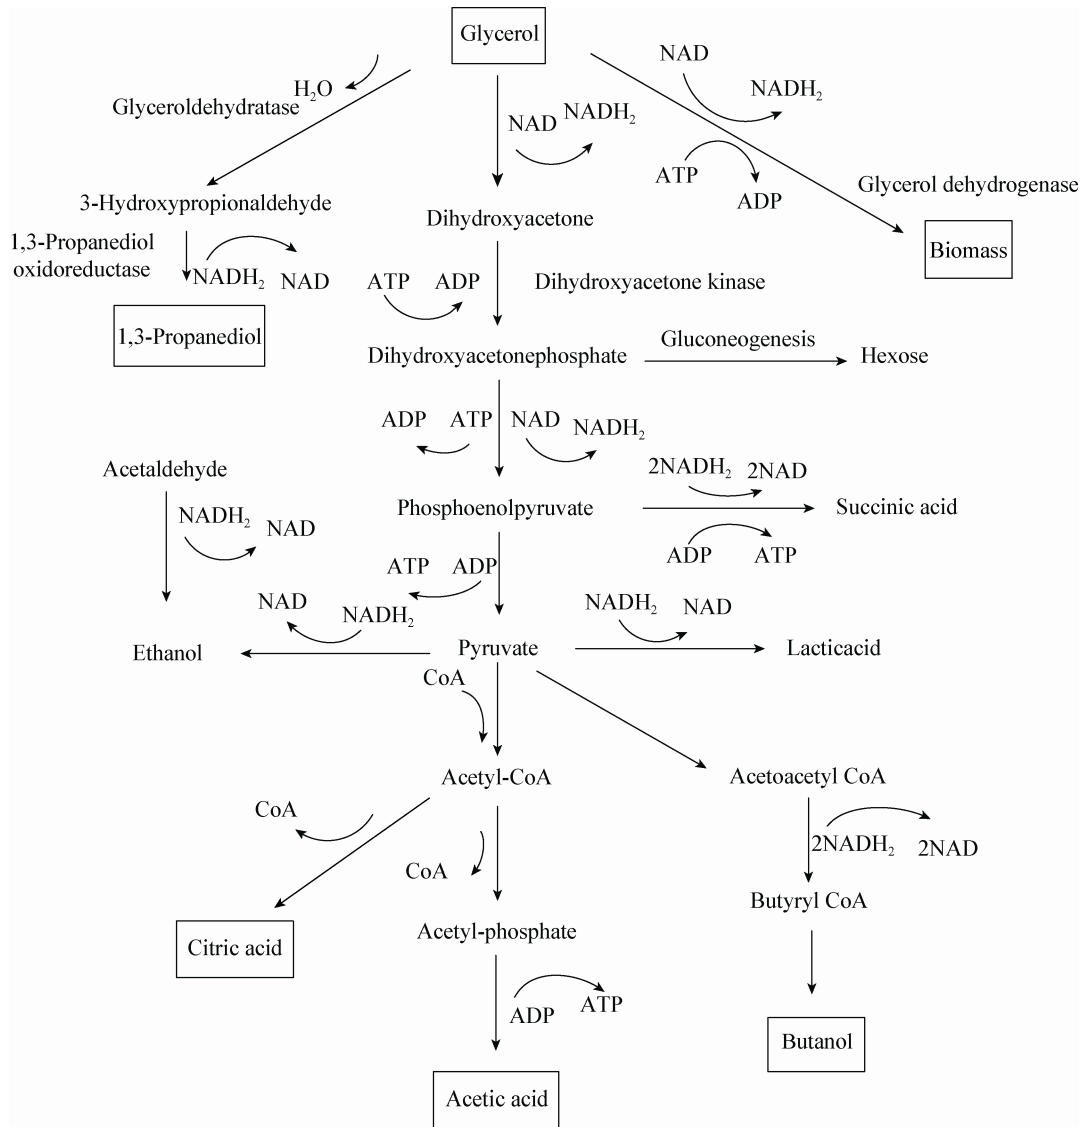 Glycerol
NAD
NADH₂
H₂O
Glyceroldehydratase
NAD
NADH₂
ATP
ADP
Glycerol dehydrogenase
3-Hydroxypropionaldehyde
Dihydroxyacetone
Biomass
1,3-Propanediol
oxidoreductase
NADH₂
NAD
ATP
ADP
Dihydroxyacetone kinase
1,3-Propanediol
Dihydroxyacetonephosphate
Gluconeogenesis
Hexose
ADP
ATP
NAD
NADH₂
Acetaldehyde
2NADH₂
2NAD
NADH₂
NAD
Phosphoenolpyruvate
Succinic acid
ADP
ATP
ATP
ADP
NAD
NADH₂
NADH₂
NAD
Ethanol
Pyruvate
Lacticacid
CoA
Acetyl-CoA
Acetoacetyl CoA
CoA
CoA
2NADH₂
2NAD
Butyryl CoA
Citric acid
Acetyl-phosphate
ADP
ATP
Butanol
Acetic acid